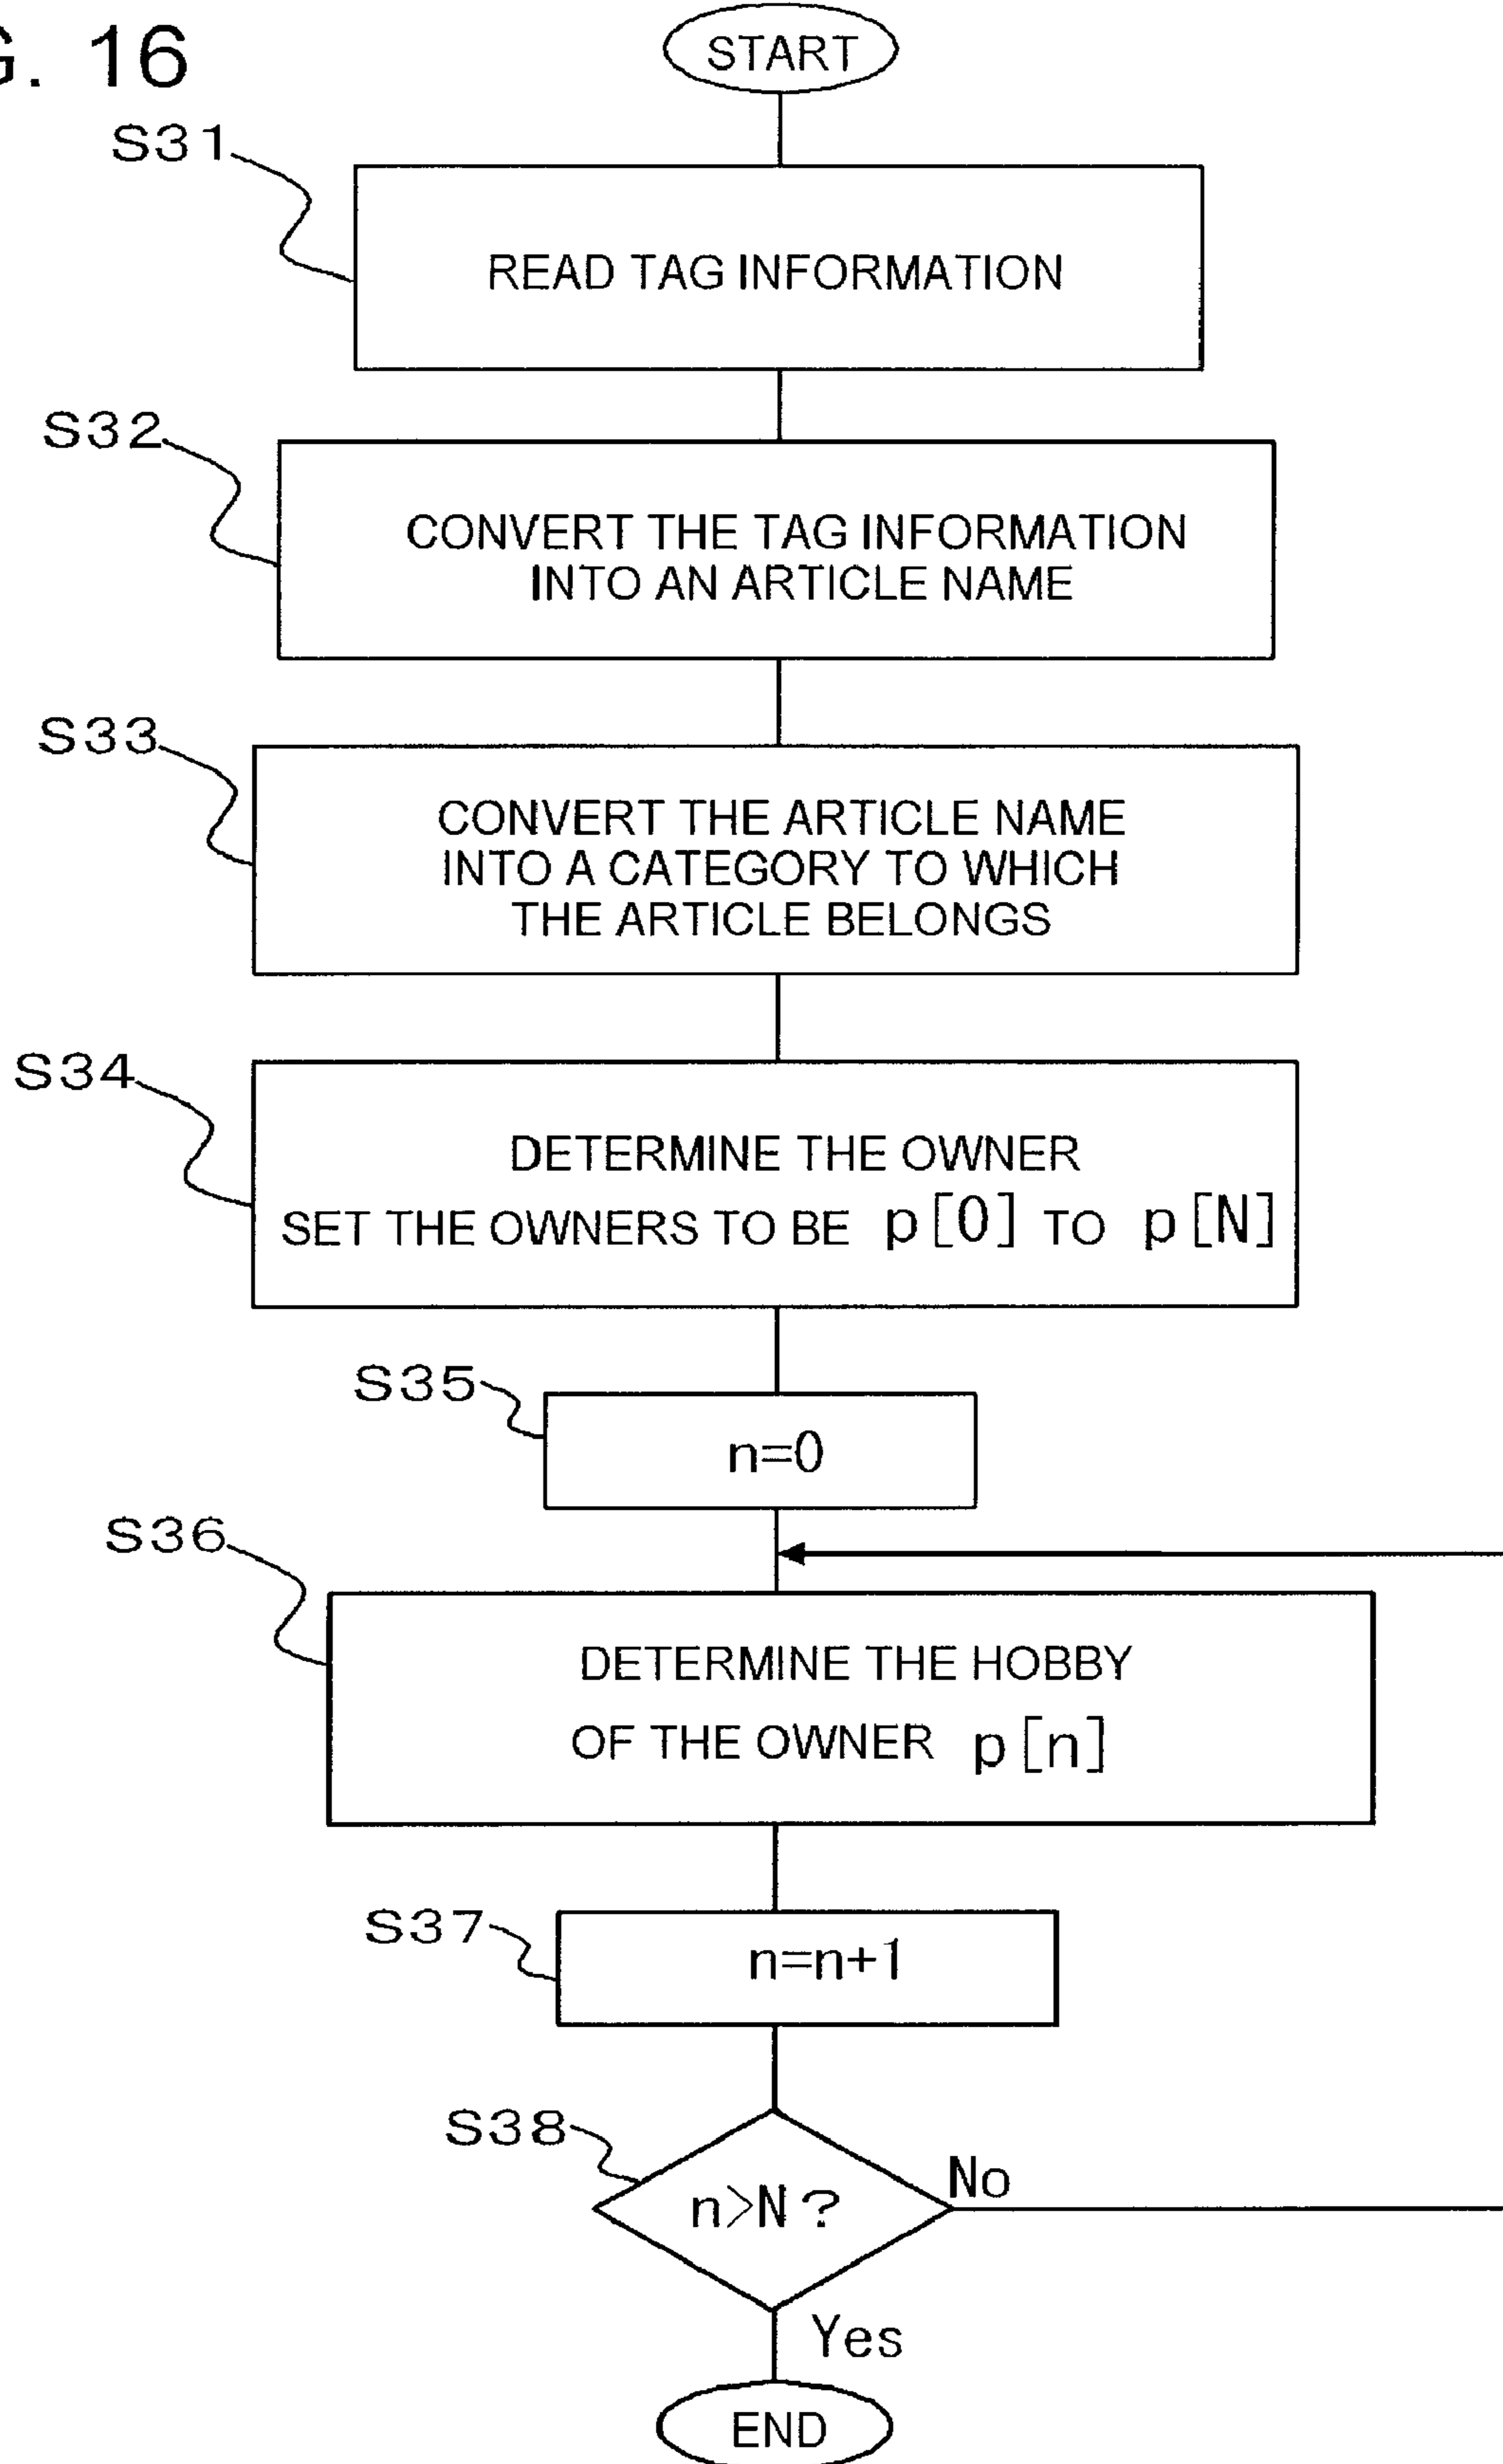 G. 16
START
S31
READ TAG INFORMATION
S32
CONVERT THE TAG INFORMATION
INTO AN ARTICLE NAME
S33
CONVERT THE ARTICLE NAME
INTO A CATEGORY TO WHICH
THE ARTICLE BELONGS
S34
DETERMINE THE OWNER
SET THE OWNERS TO BE p[0] TO p[N]
S35
n=0
S36
DETERMINE THE HOBBY
OF THE OWNER p[n]
S37
n=n+1
S38
n>N?
No
Yes
END